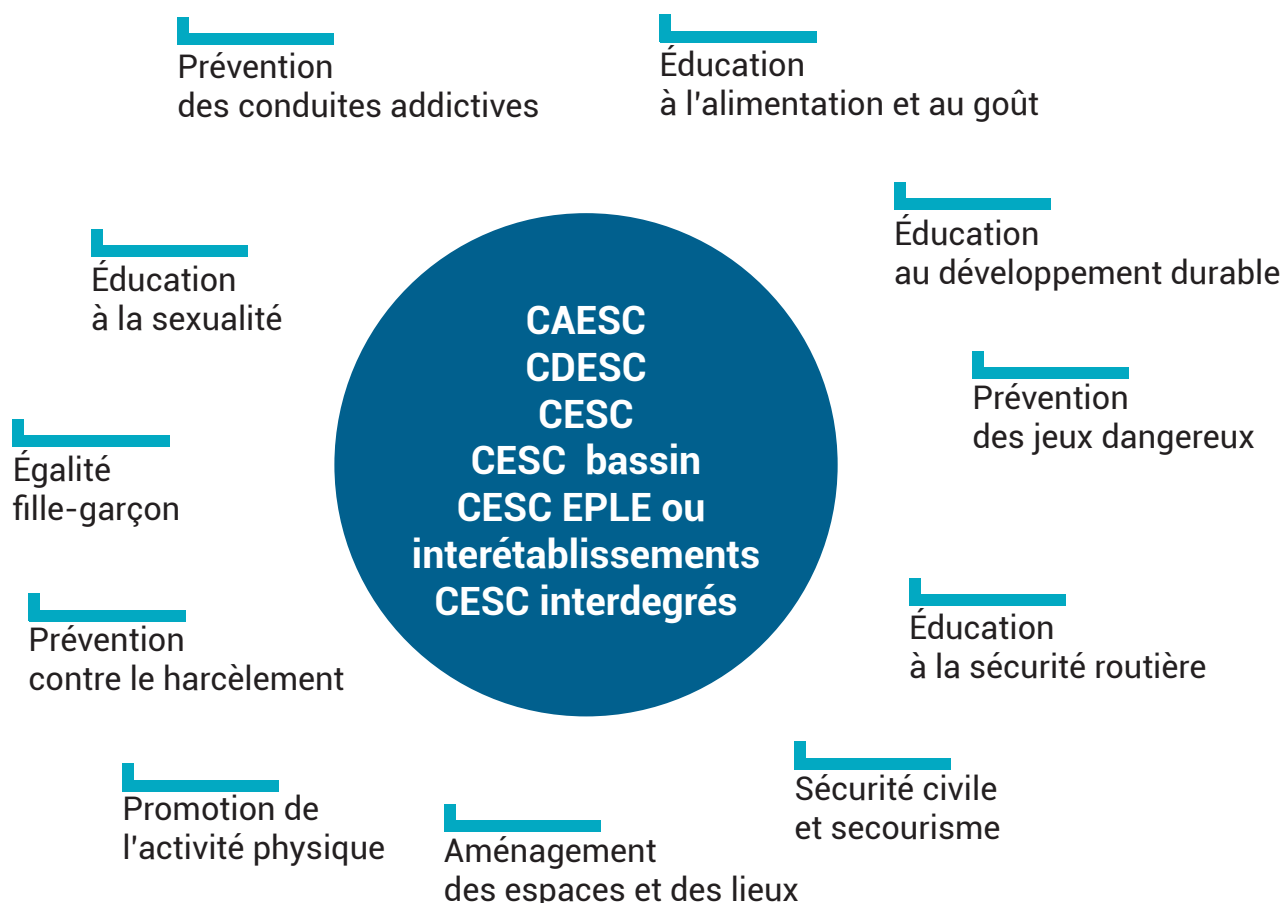 Prévention
des conduites addictives
Éducation
à l'alimentation et au goût
Éducation
au développement durable
Éducation
à la sexualité
CAESC
CDESC
CESC
CESC bassin
CESC EPLE ou
interétablissements
CESC interdegrés
Prévention
des jeux dangereux
Égalité
fille-garçon
Éducation
à la sécurité routière
Prévention
contre le harcèlement
Sécurité civile
et secourisme
Promotion de
l'activité physique
Aménagement
des espaces et des lieux